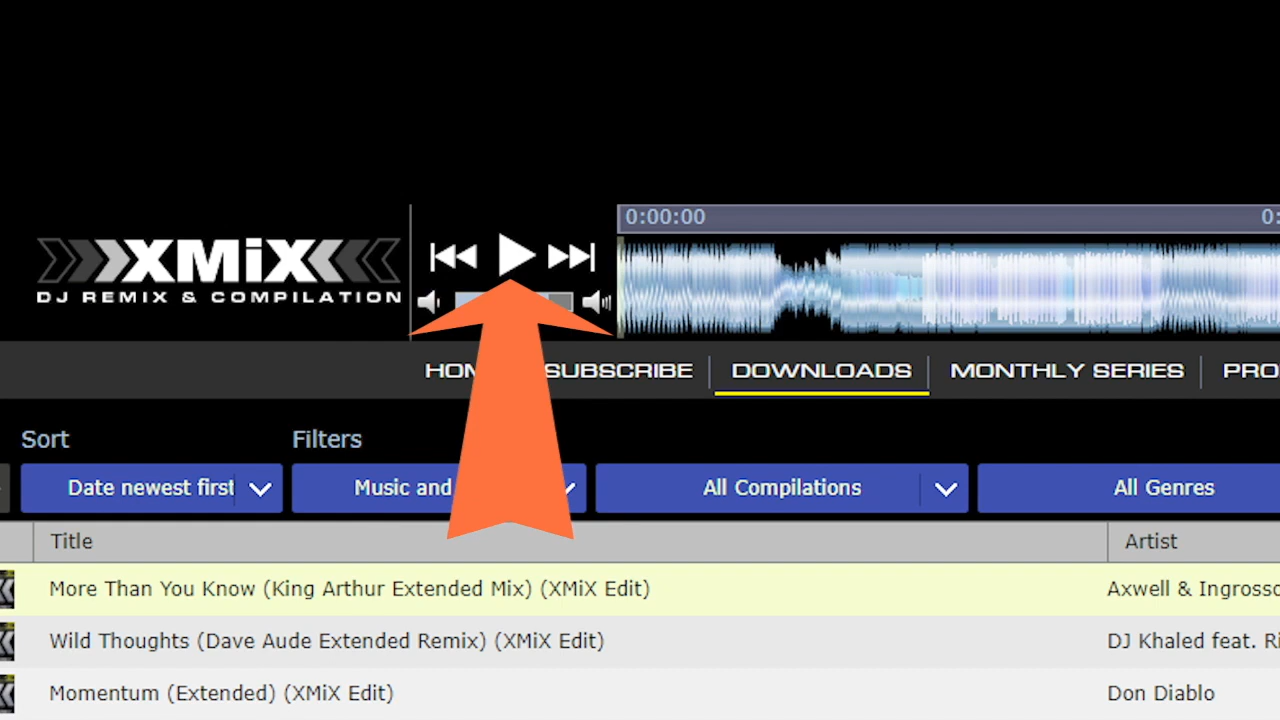 0:00:00
XMiX
DJ REMIX & COMPILATION
SUBSCRIBE
DOWNLOADS
MONTHLY SERIES
Sort
Filters
Date newest first
Music and
All Compilations
All Genres
Title
Artist
More Than You Know (King Arthur Extended Mix) (XMiX Edit)
Axwell & Ingrosso
Wild Thoughts (Dave Aude Extended Remix) (XMiX Edit)
DJ Khaled feat.
Momentum (Extended) (XMiX Edit)
Don Diablo